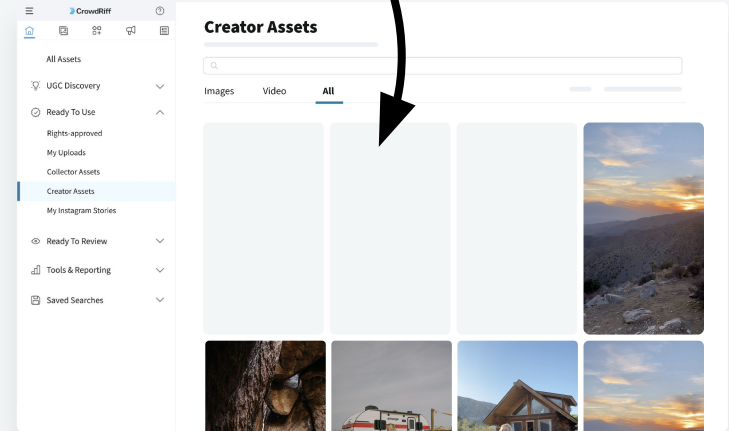 CrowdRiff
All Assets
UGC Discovery
Ready To Use
Rights-approved
My Uploads
Collector Assets
Creator Assets
My Instagram Stories
Ready To Review
Tools & Reporting
Saved Searches
Creator Assets
Images Video All